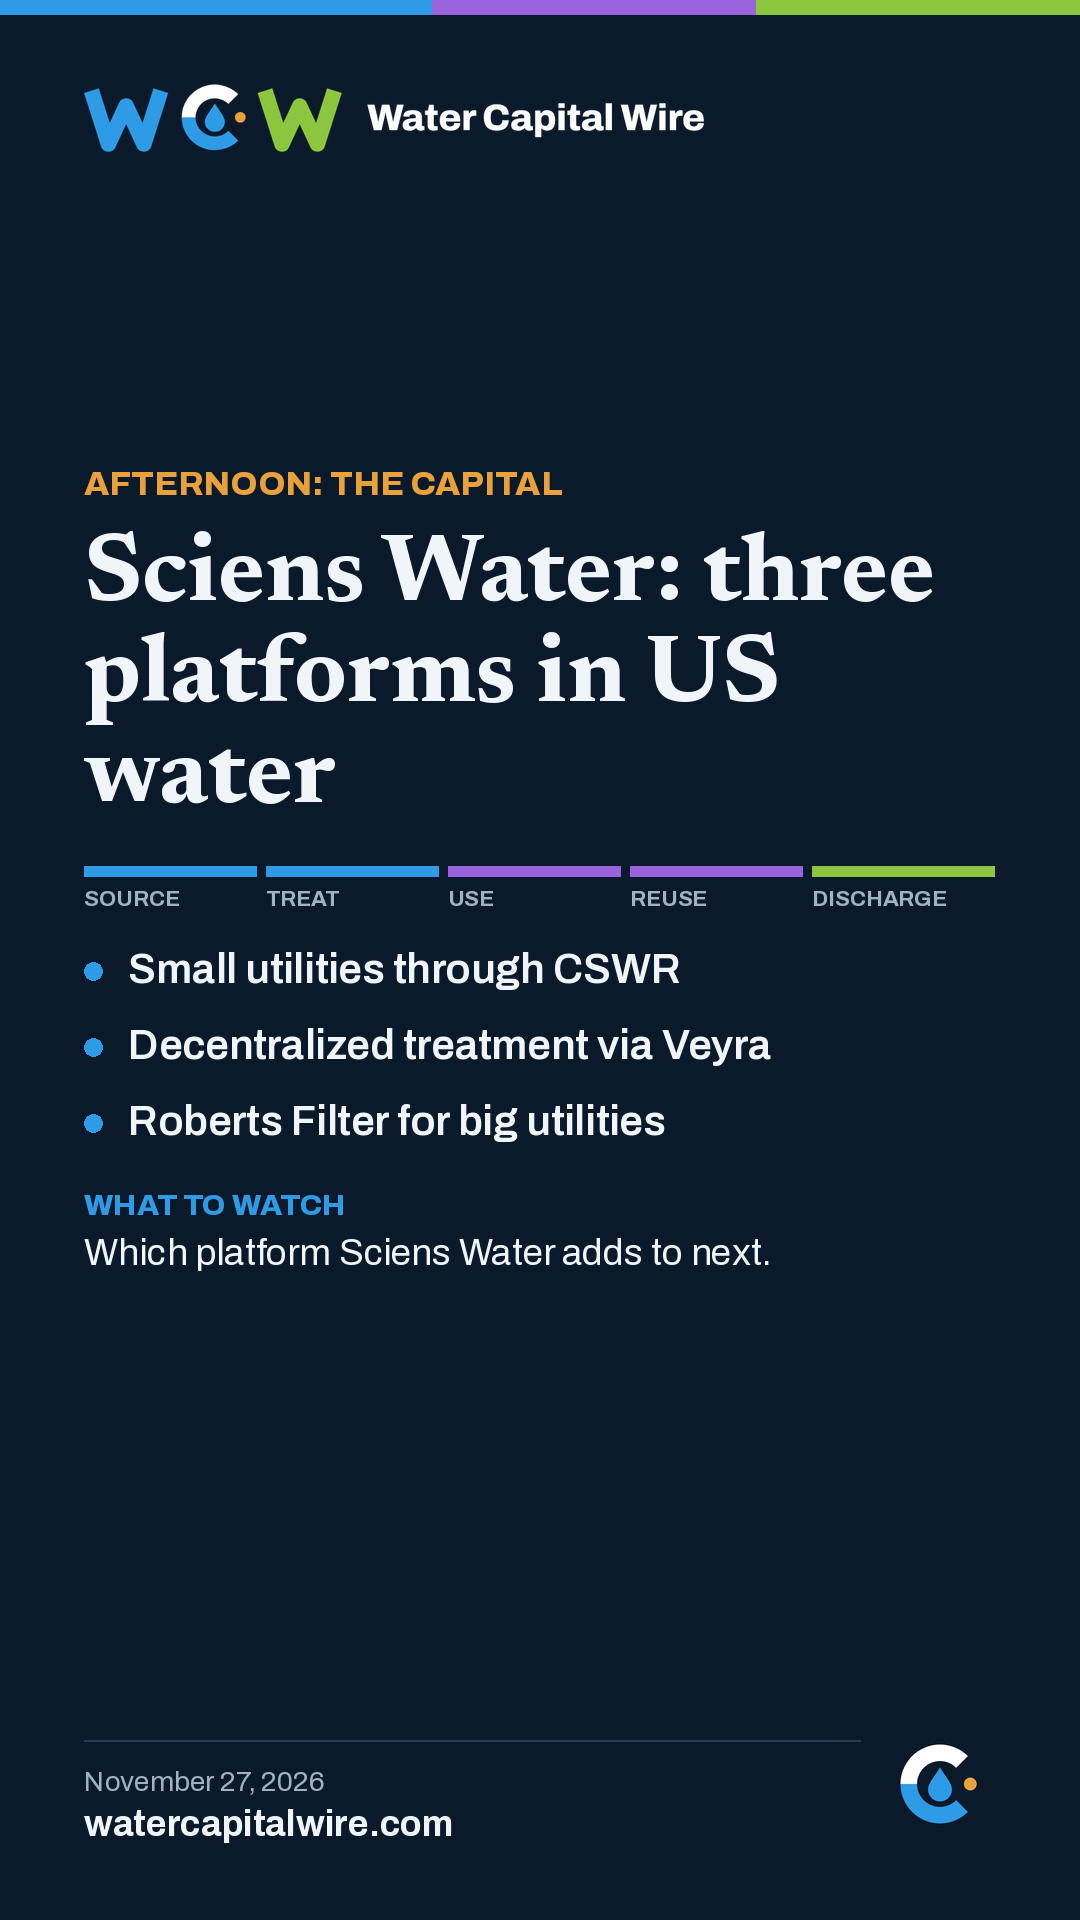 WCW Water Capital Wire
AFTERNOON: THE CAPITAL
Sciens Water: three
platforms in US
water
SOURCE TREAT USE REUSE DISCHARGE
Small utilities through CSWR
Decentralized treatment via Veyra
Roberts Filter for big utilities
WHAT TO WATCH
Which platform Sciens Water adds to next.
November 27, 2026
watercapitalwire.com